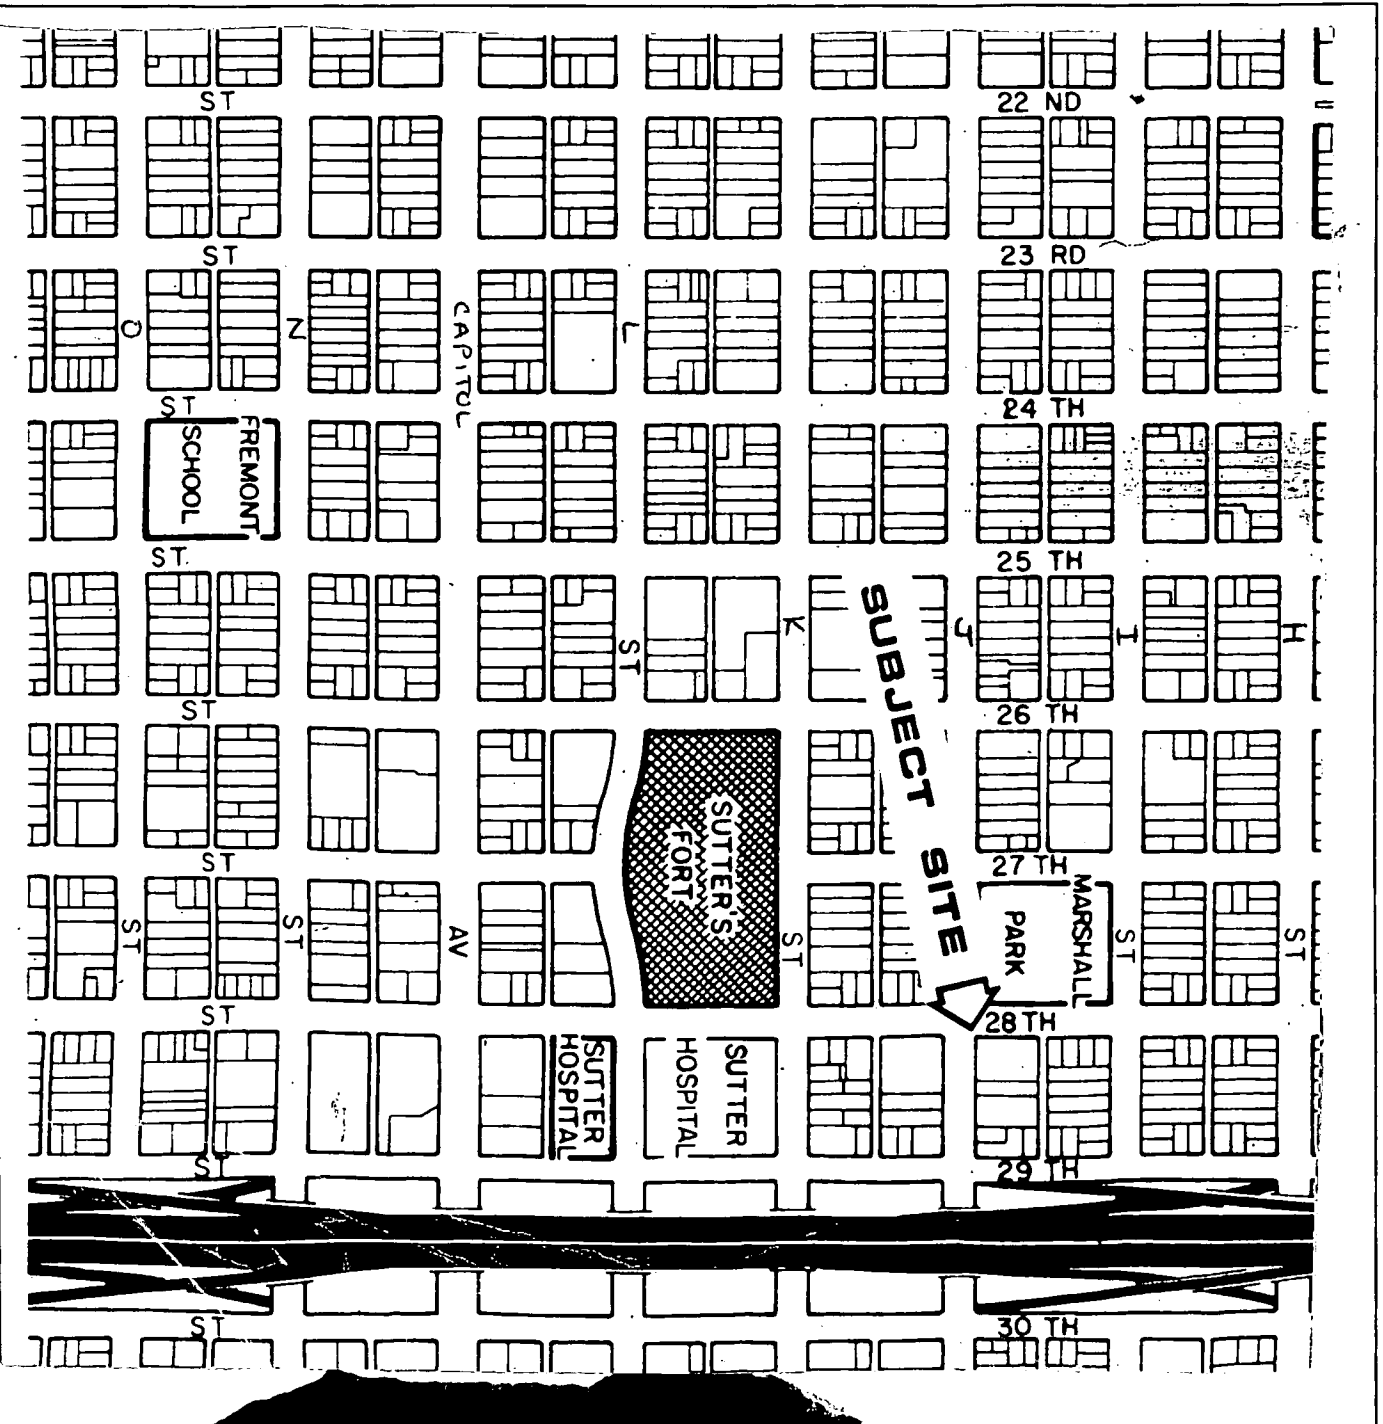 ST
22 ND
ST
23 RD
O
N
CAPITOL
L
ST
24 TH
FREMONT
SCHOOL
ST.
25 TH
ST
K
J
I
H
SUBJECT SITE
ST
26 TH
SUTTER'S
FORT
ST
27 TH
MARSHALL
PARK
ST
ST
AV
ST
ST
ST
ST
28 TH
SUTTER
HOSPITAL
SUTTER
HOSPITAL
ST
29 TH
ST
30 TH